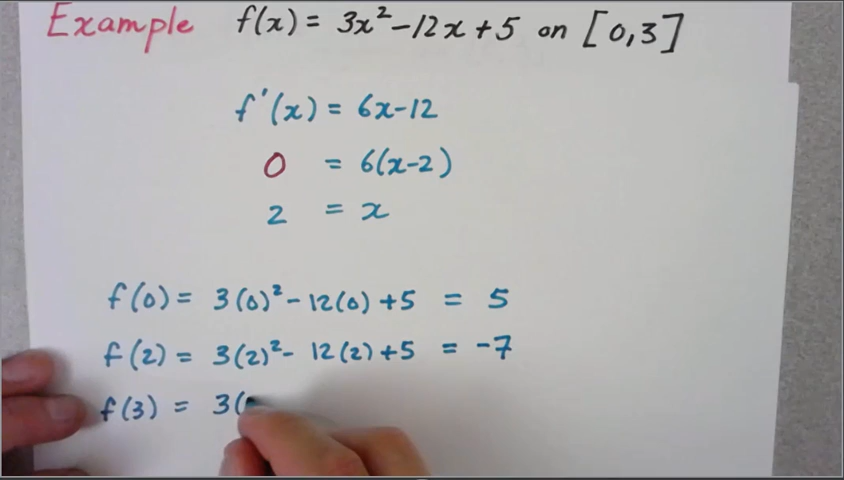 Example f(x) = 3x² - 12x + 5 on [0,3]
f'(x) = 6x - 12
0 = 6(x-2)
2 = x
f(0) = 3(0)² - 12(0) + 5 = 5
f(2) = 3(2)² - 12(2) + 5 = -7
f(3) = 3(